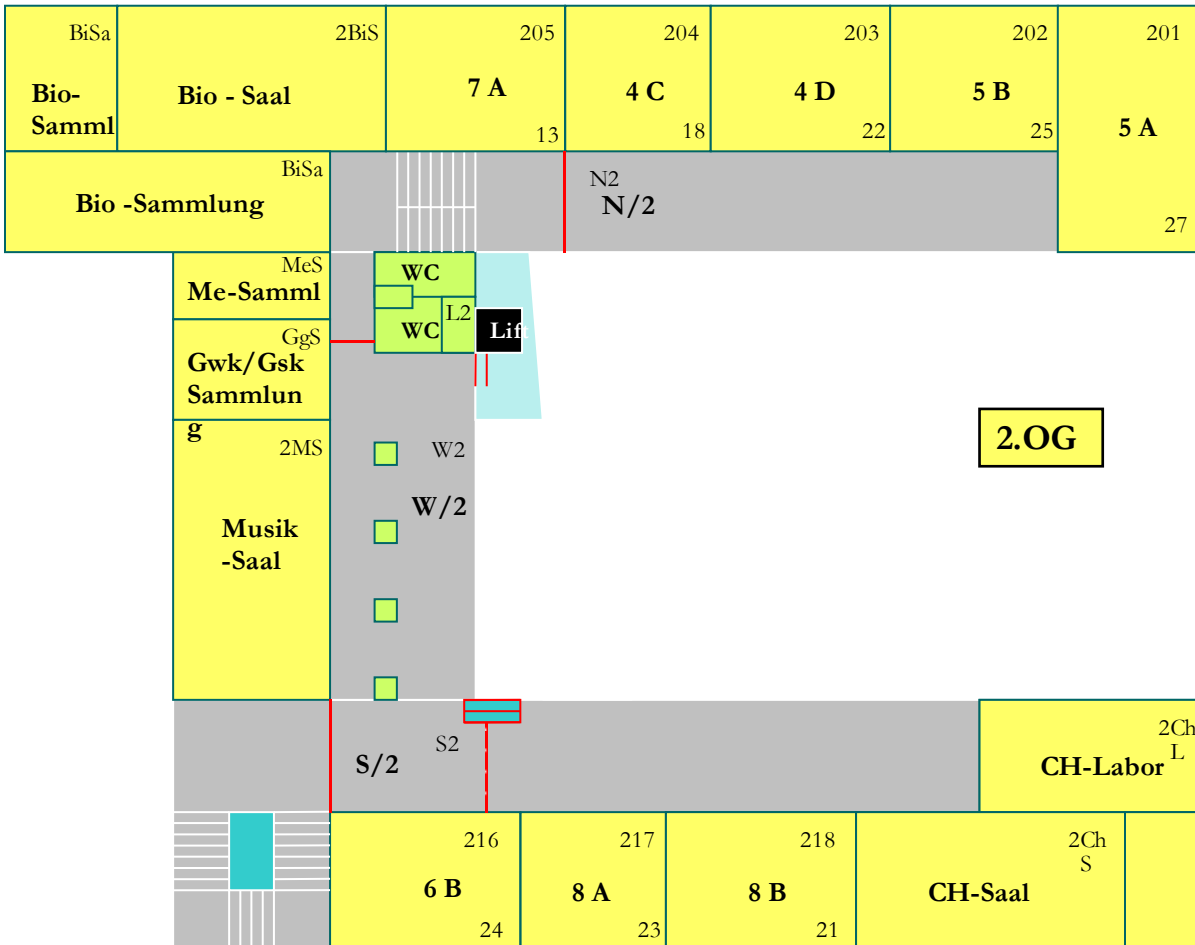 BiSa
2BiS
205
204
203
202
201
Bio-
Samml
Bio - Saal
7 A
4 C
4 D
5 B
5 A
13
18
22
25
27
BiSa
Bio -Sammlung
N2
N/2
MeS
Me-Samml
WC
WC
L2
Lift
GgS
Gwk/Gsk
Sammlun
g
2MS
Musik
-Saal
W2
W/2
2.OG
S2
S/2
2Ch
L
CH-Labor
216
217
218
2Ch
S
6 B
8 A
8 B
CH-Saal
24
23
21